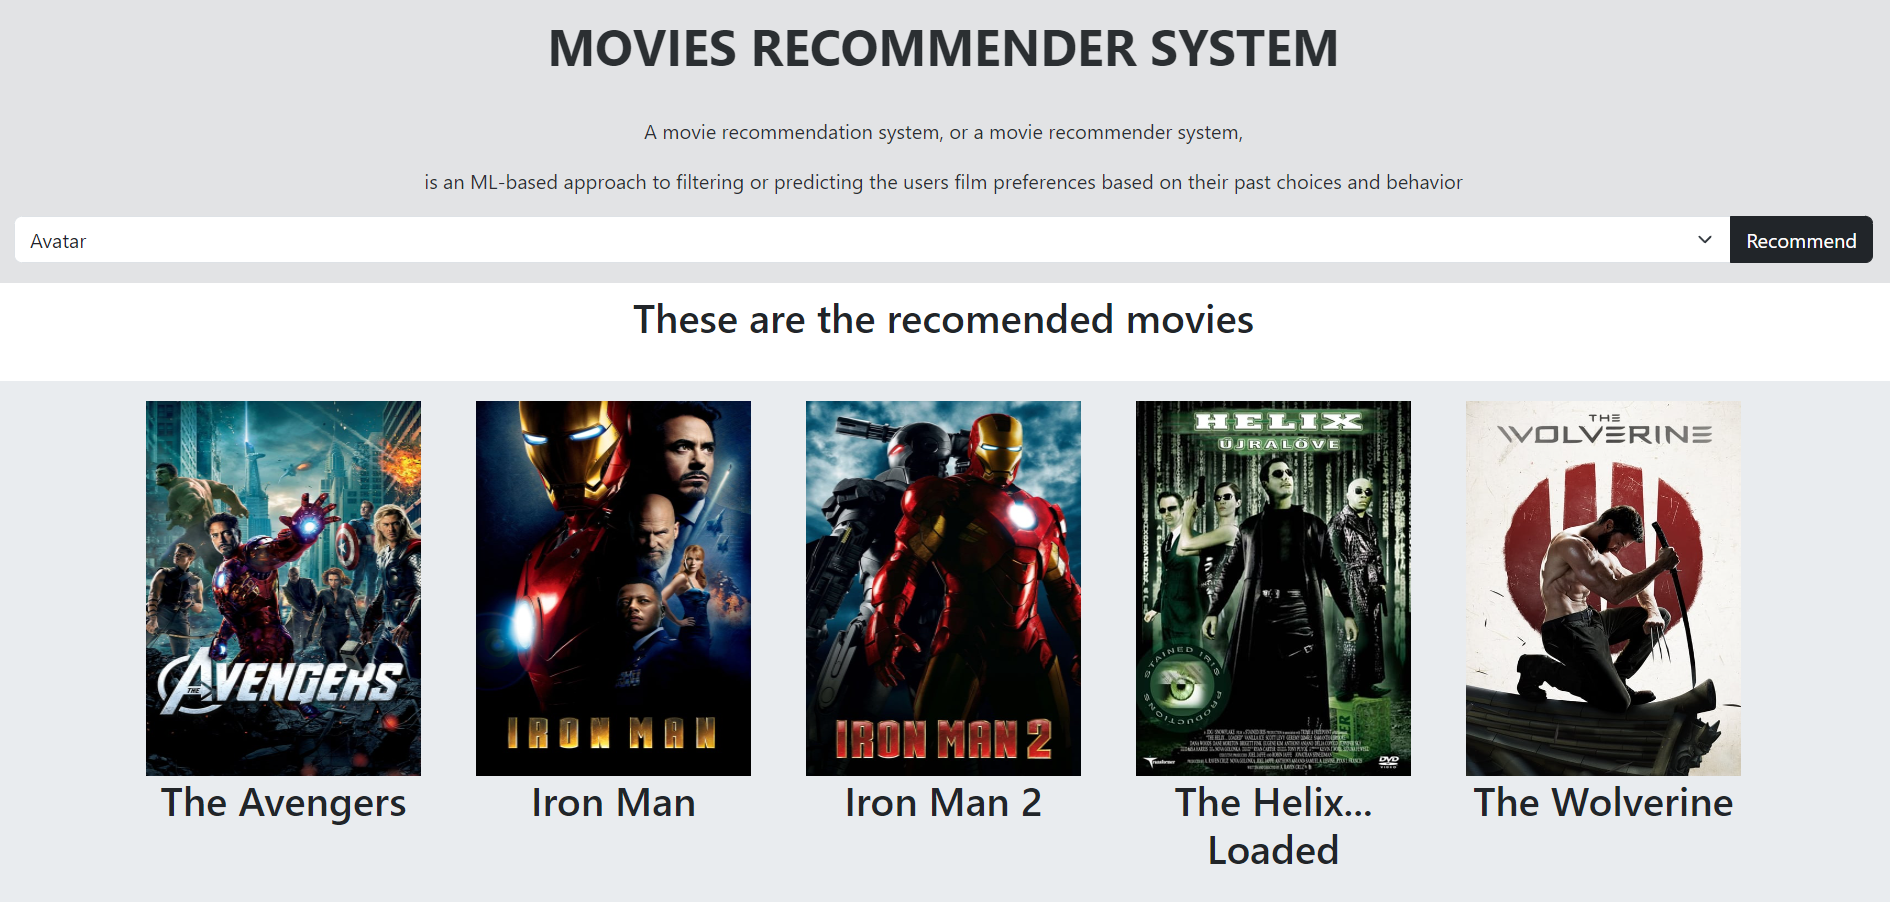 MOVIES RECOMMENDER SYSTEM
A movie recommendation system, or a movie recommender system,
is an ML-based approach to filtering or predicting the users film preferences based on their past choices and behavior
Avatar
Recommend
These are the recomended movies
THE AVENGERS
IRON MAN
IRON MAN 2
HELIX
ÚJRALÖVE
STAINED IRIS PRODUCTIONS
DVD
VIDEO
THE
WOLVERINE
The Avengers
Iron Man
Iron Man 2
The Helix...
Loaded
The Wolverine